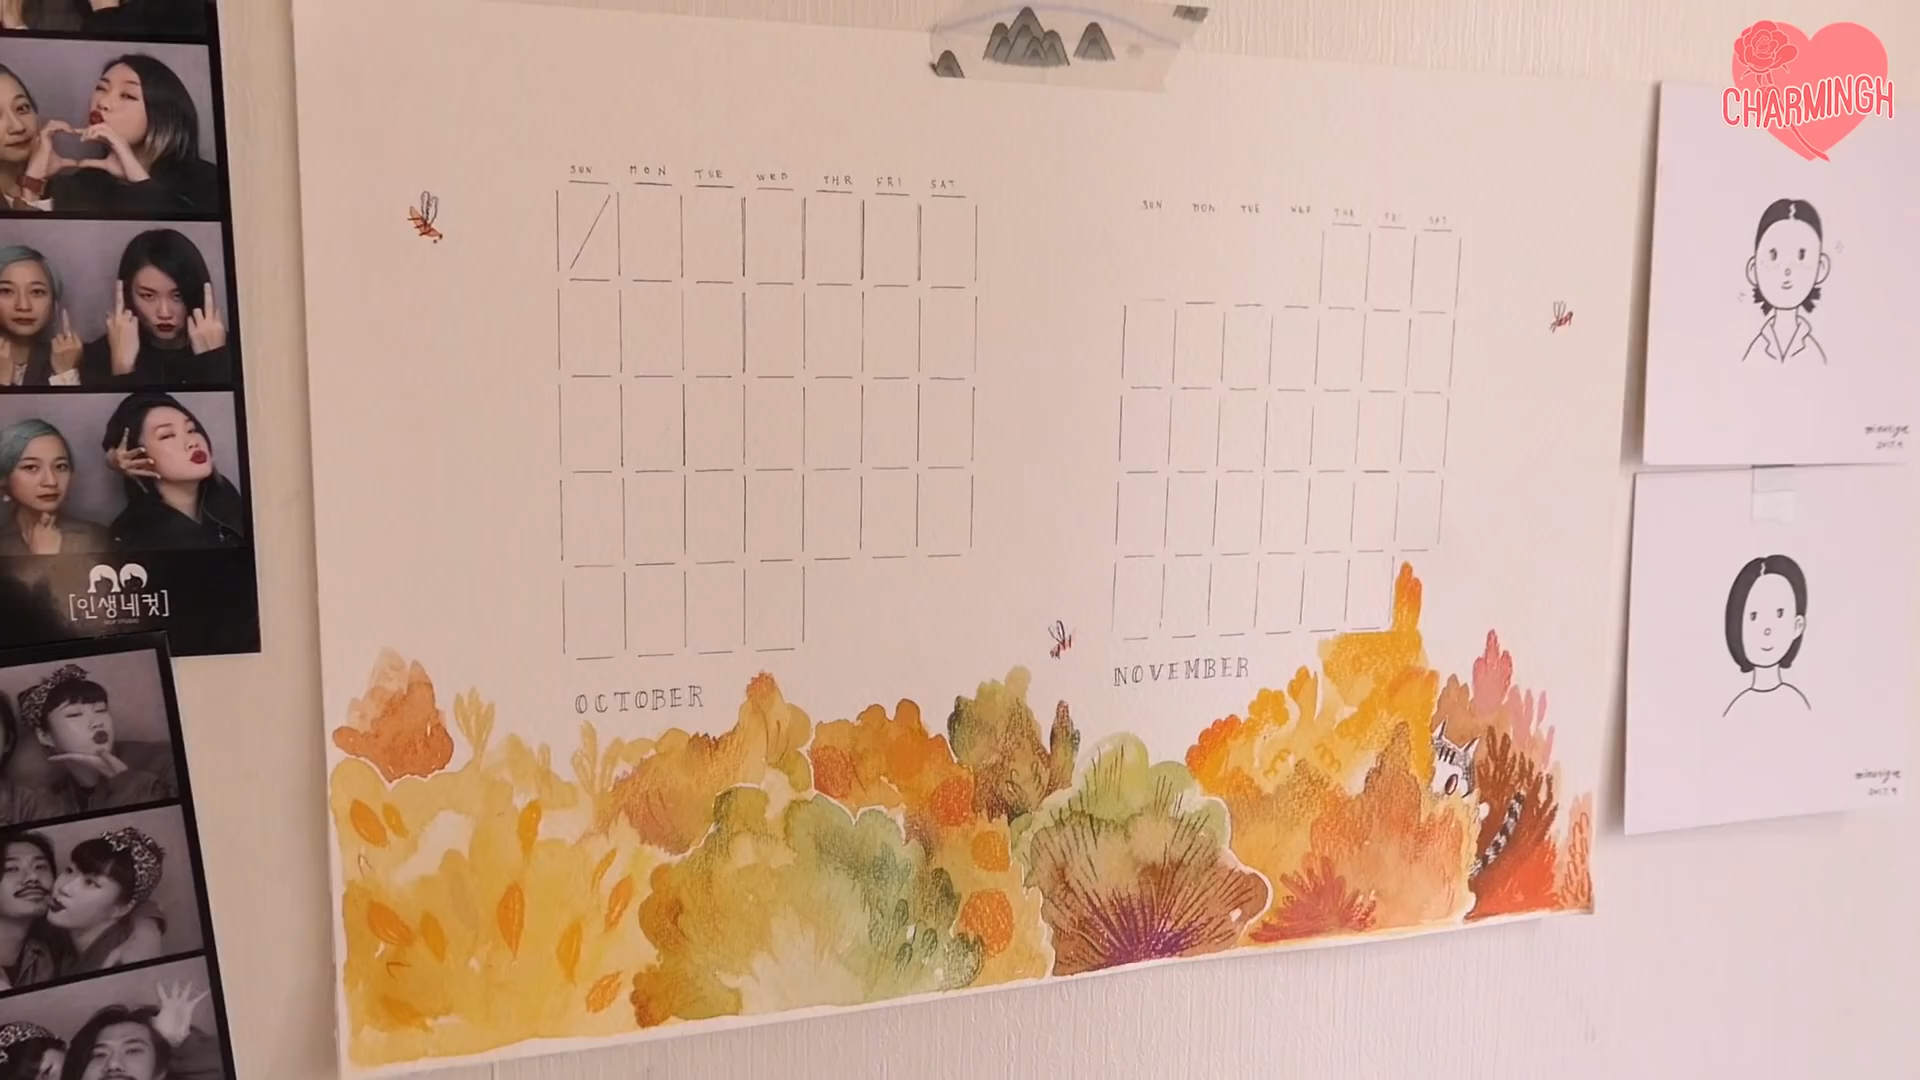 CHARMINGH
SUN MON TUE WED THR FRI SAT
SUN MON TUE WED THR FRI SAT
OCTOBER
NOVEMBER
[인생네컷]